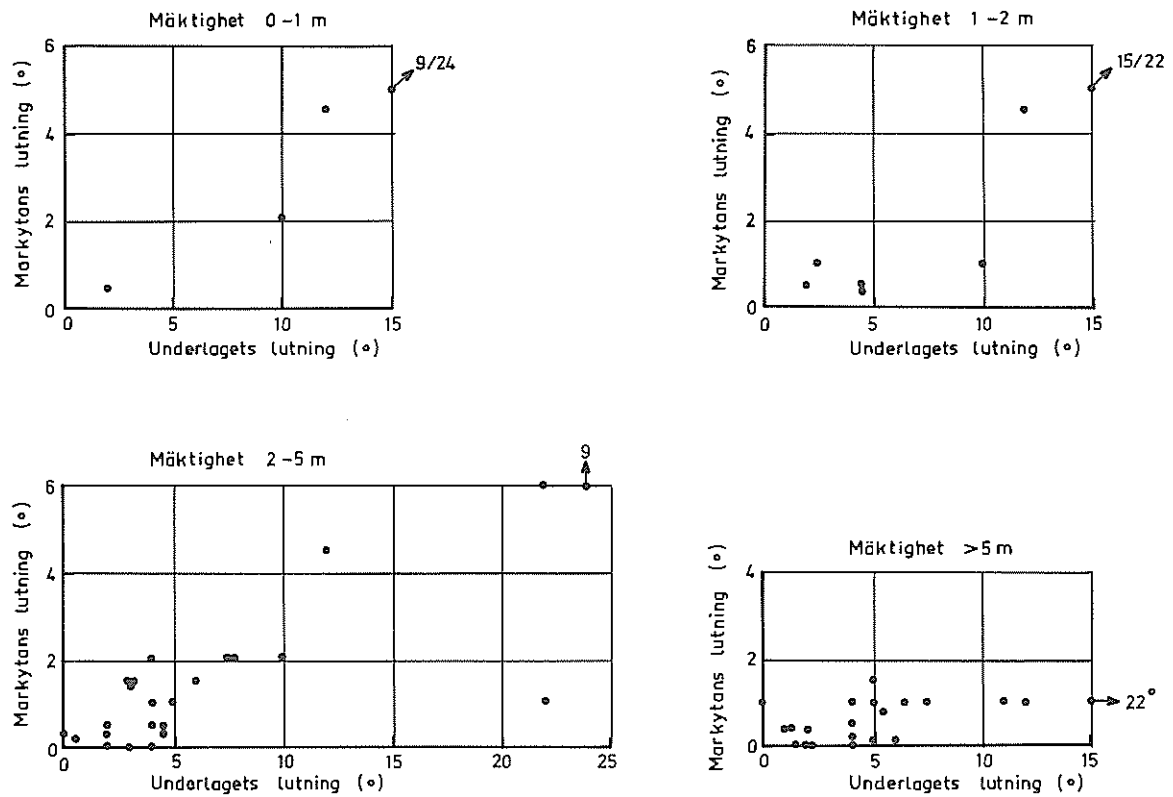 Mäktighet 0-1 m
6
9/24
4
2
0
Markytans lutning (°)
0 5 10 15
Underlagets lutning (°)
Mäktighet 1-2 m
6
15/22
4
2
0
Markytans lutning (°)
0 5 10 15
Underlagets lutning (°)
Mäktighet 2-5 m
9
6
4
2
0
Markytans lutning (°)
0 5 10 15 20 25
Underlagets lutning (°)
Mäktighet >5 m
4
2
22°
0
Markytans lutning (°)
0 5 10 15
Underlagets lutning (°)